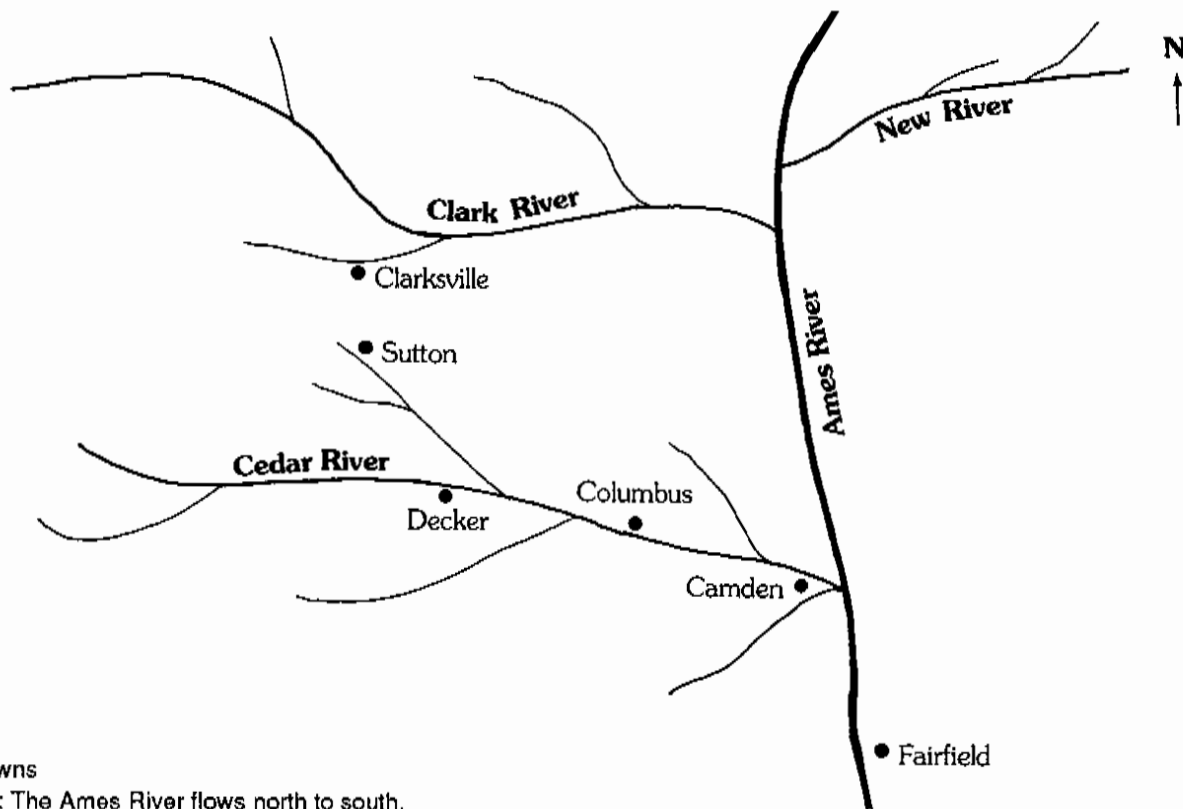 N
New River
Clark River
Clarksville
Ames River
Sutton
Cedar River
Columbus
Decker
Camden
Fairfield
: The Ames River flows north to south.